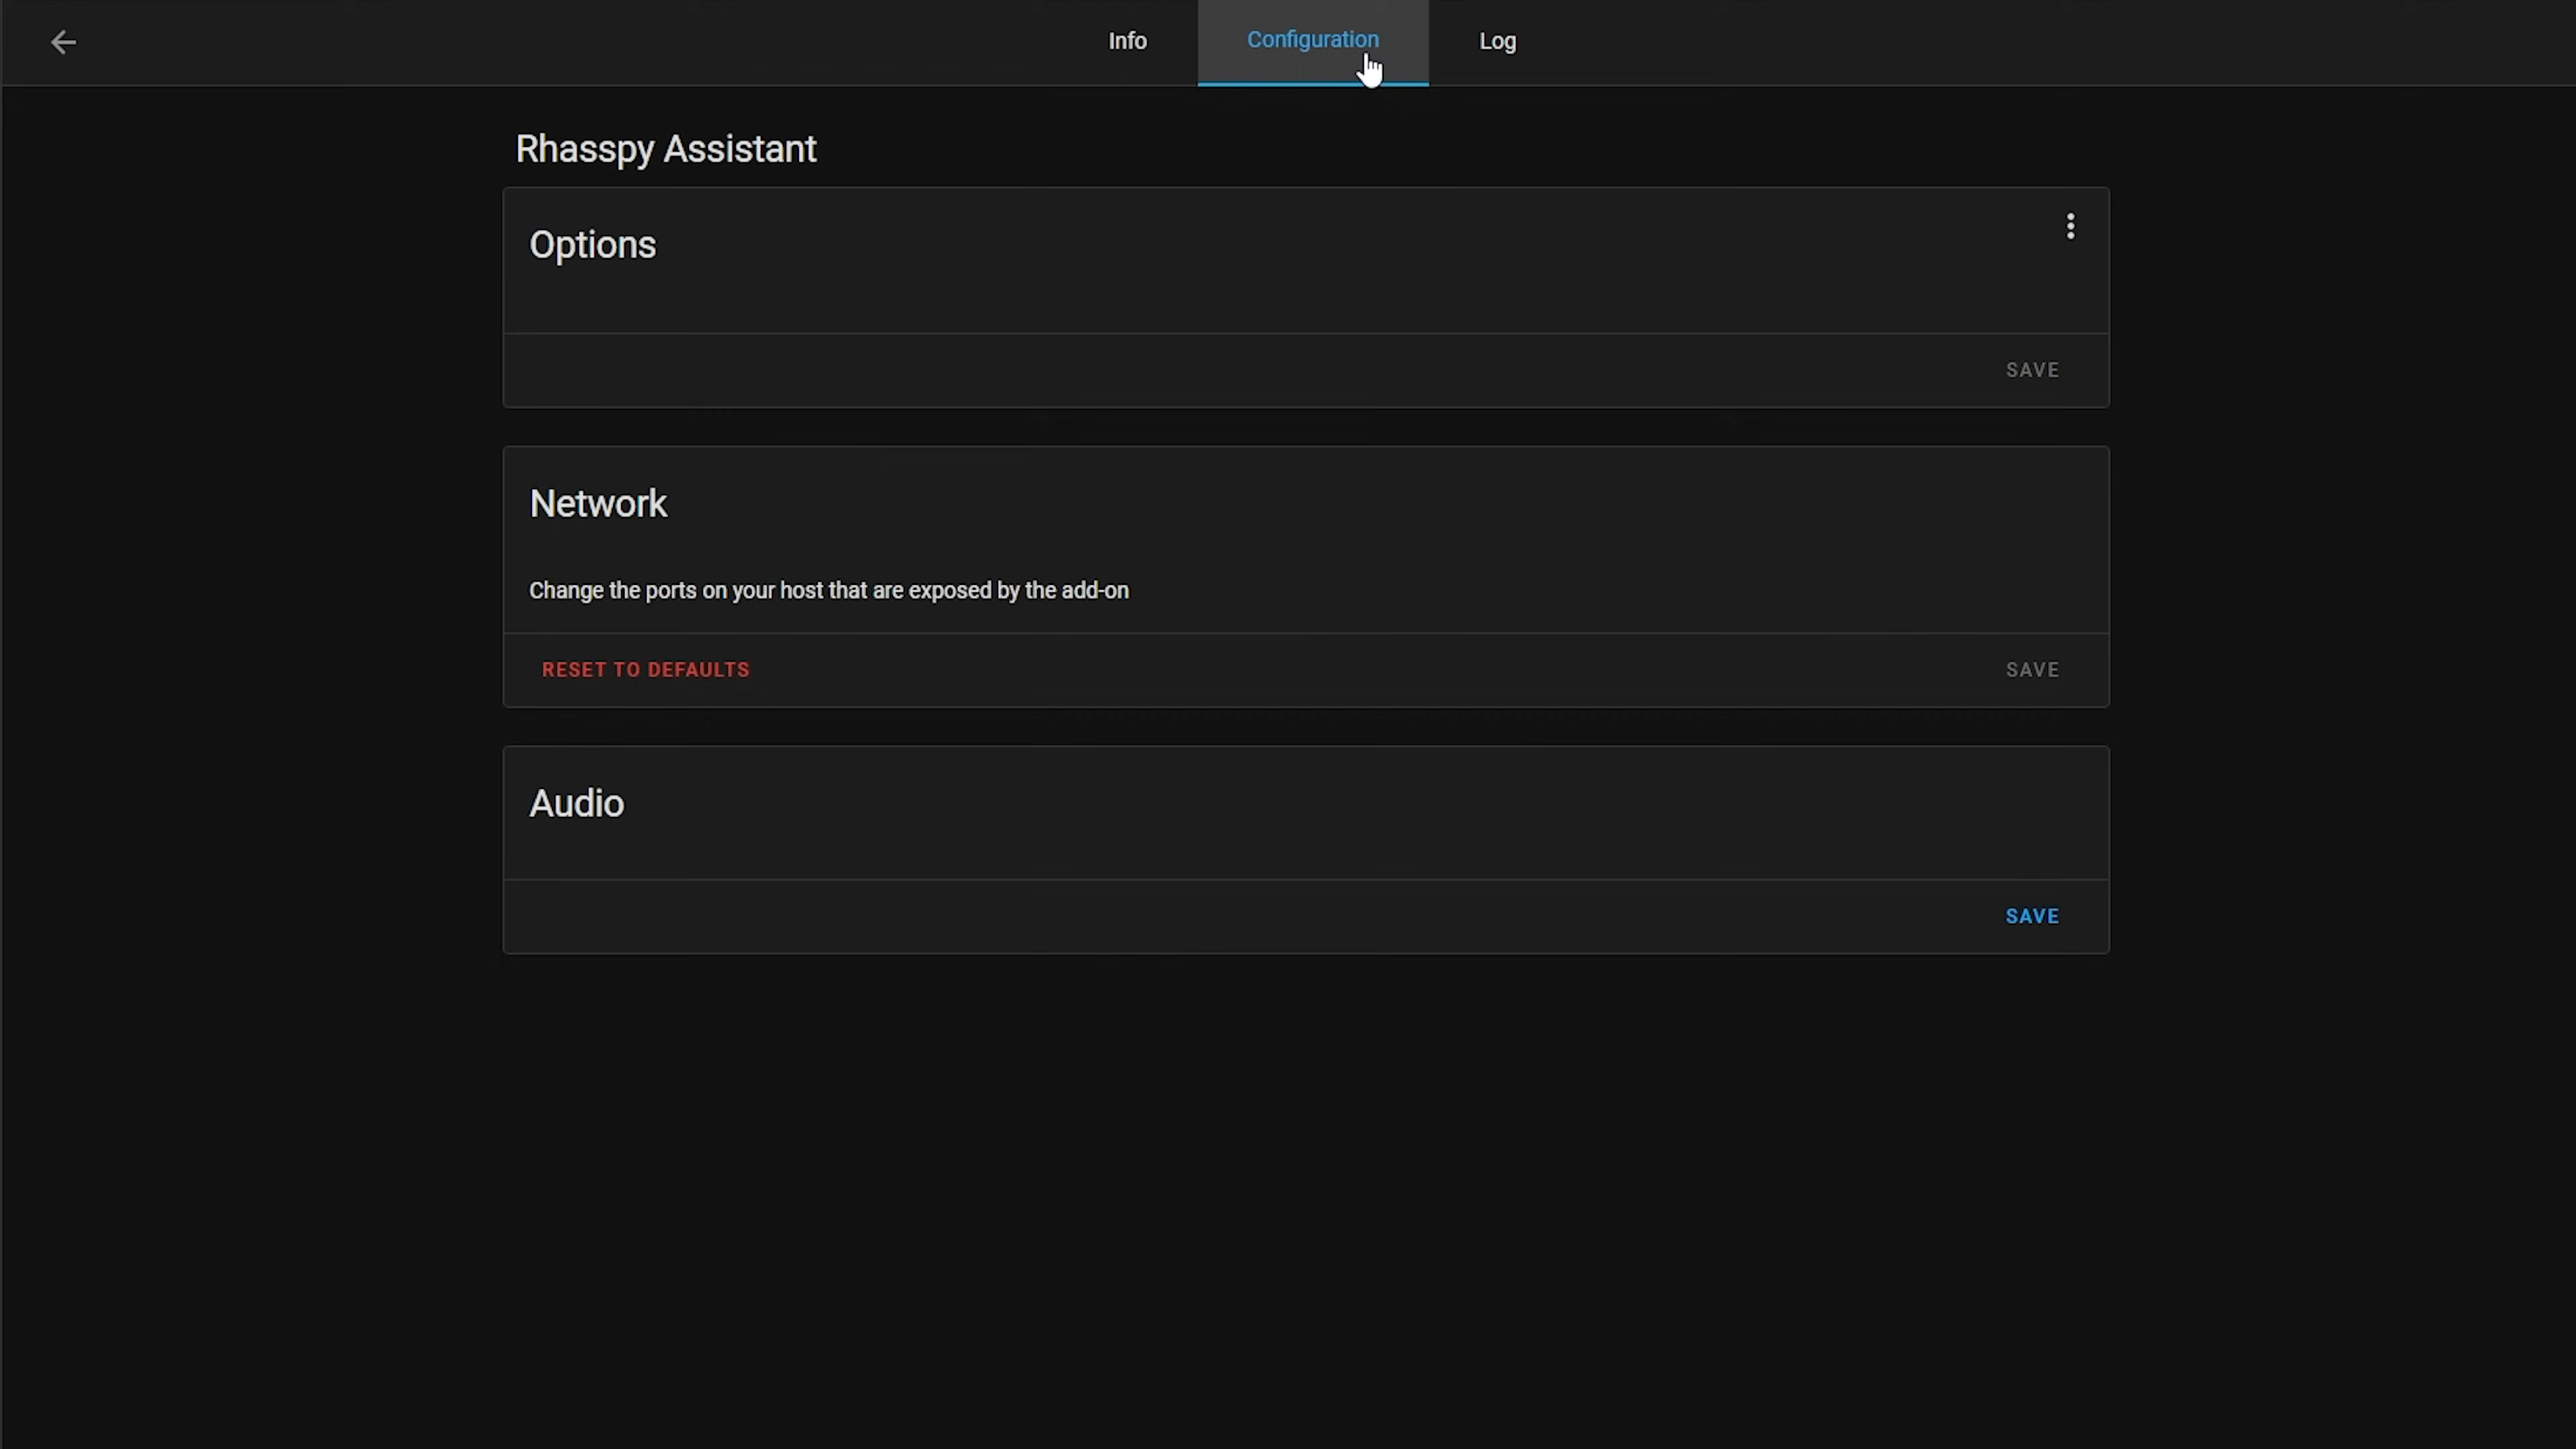 Info
Configuration
Log
Rhasspy Assistant
Options
SAVE
Network
Change the ports on your host that are exposed by the add-on
RESET TO DEFAULTS
SAVE
Audio
SAVE